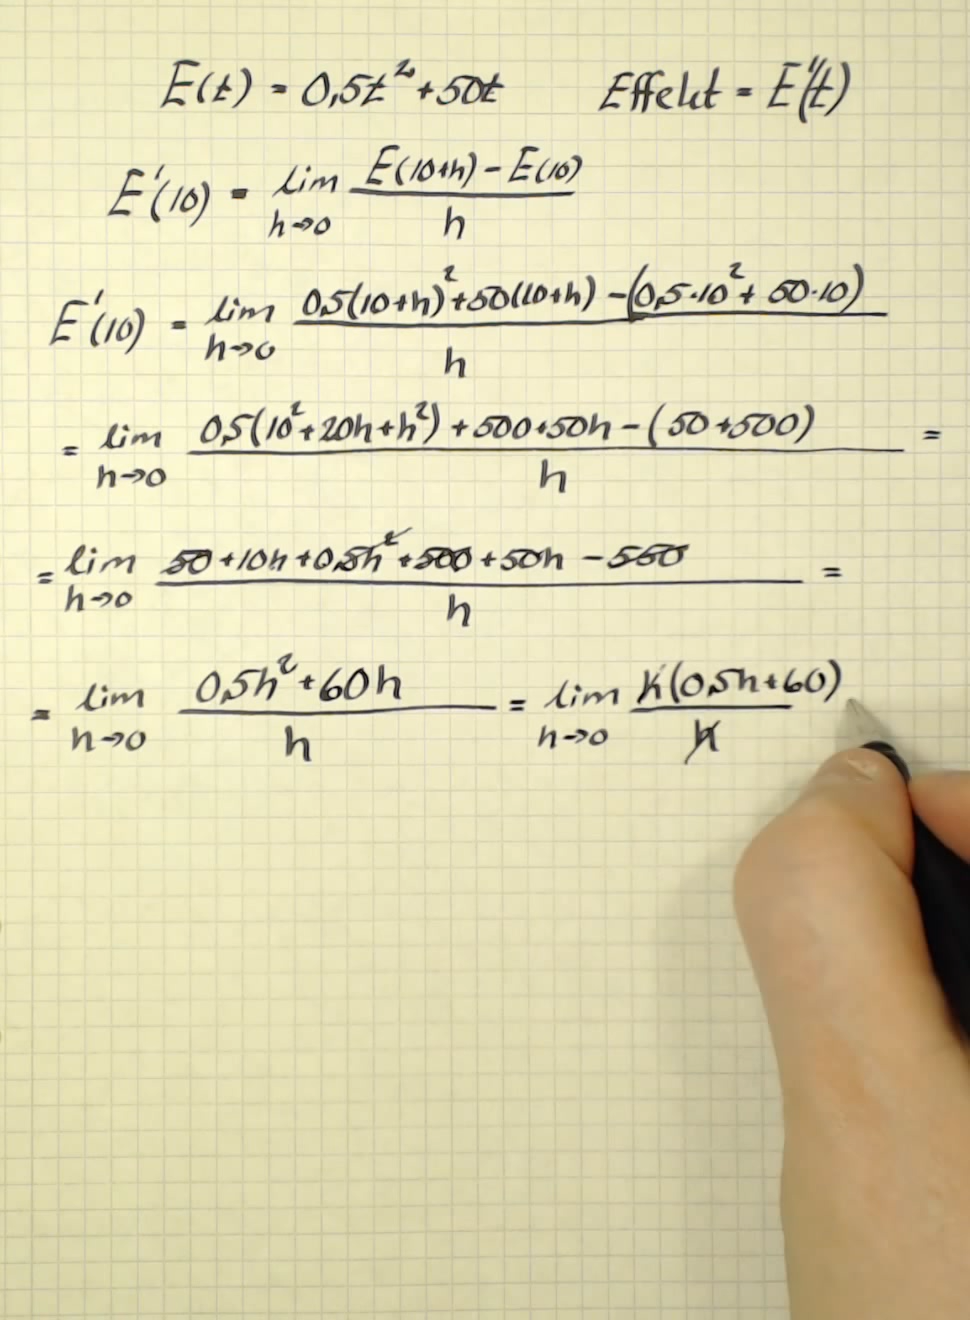 E(t) = 0,5t² + 50t Effekt = E'(t)
E'(10) = lim h→0 (E(10+h) - E(10)) / h
E'(10) = lim h→0 (0,5(10+h)² + 50(10+h) - (0,5·10² + 50·10)) / h
= lim h→0 (0,5(10² + 20h + h²) + 500 + 50h - (50 + 500)) / h =
= lim h→0 (50 + 10h + 0,5h² + 500 + 50h - 550) / h =
= lim h→0 (0,5h² + 60h) / h = lim h→0 h(0,5h + 60) / h